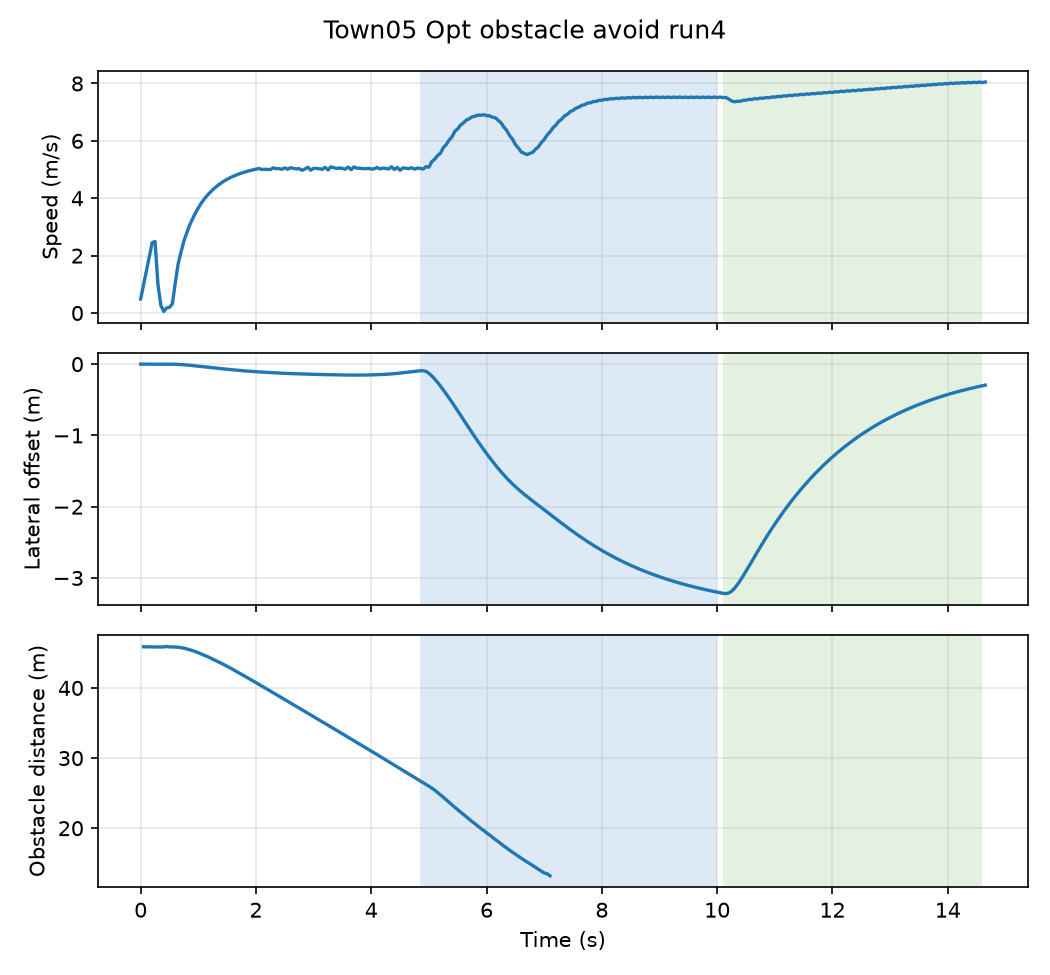 Town05 Opt obstacle avoid run4
8
6
4
2
0
Speed (m/s)
0
−1
−2
−3
Lateral offset (m)
40
30
20
Obstacle distance (m)
0 2 4 6 8 10 12 14
Time (s)